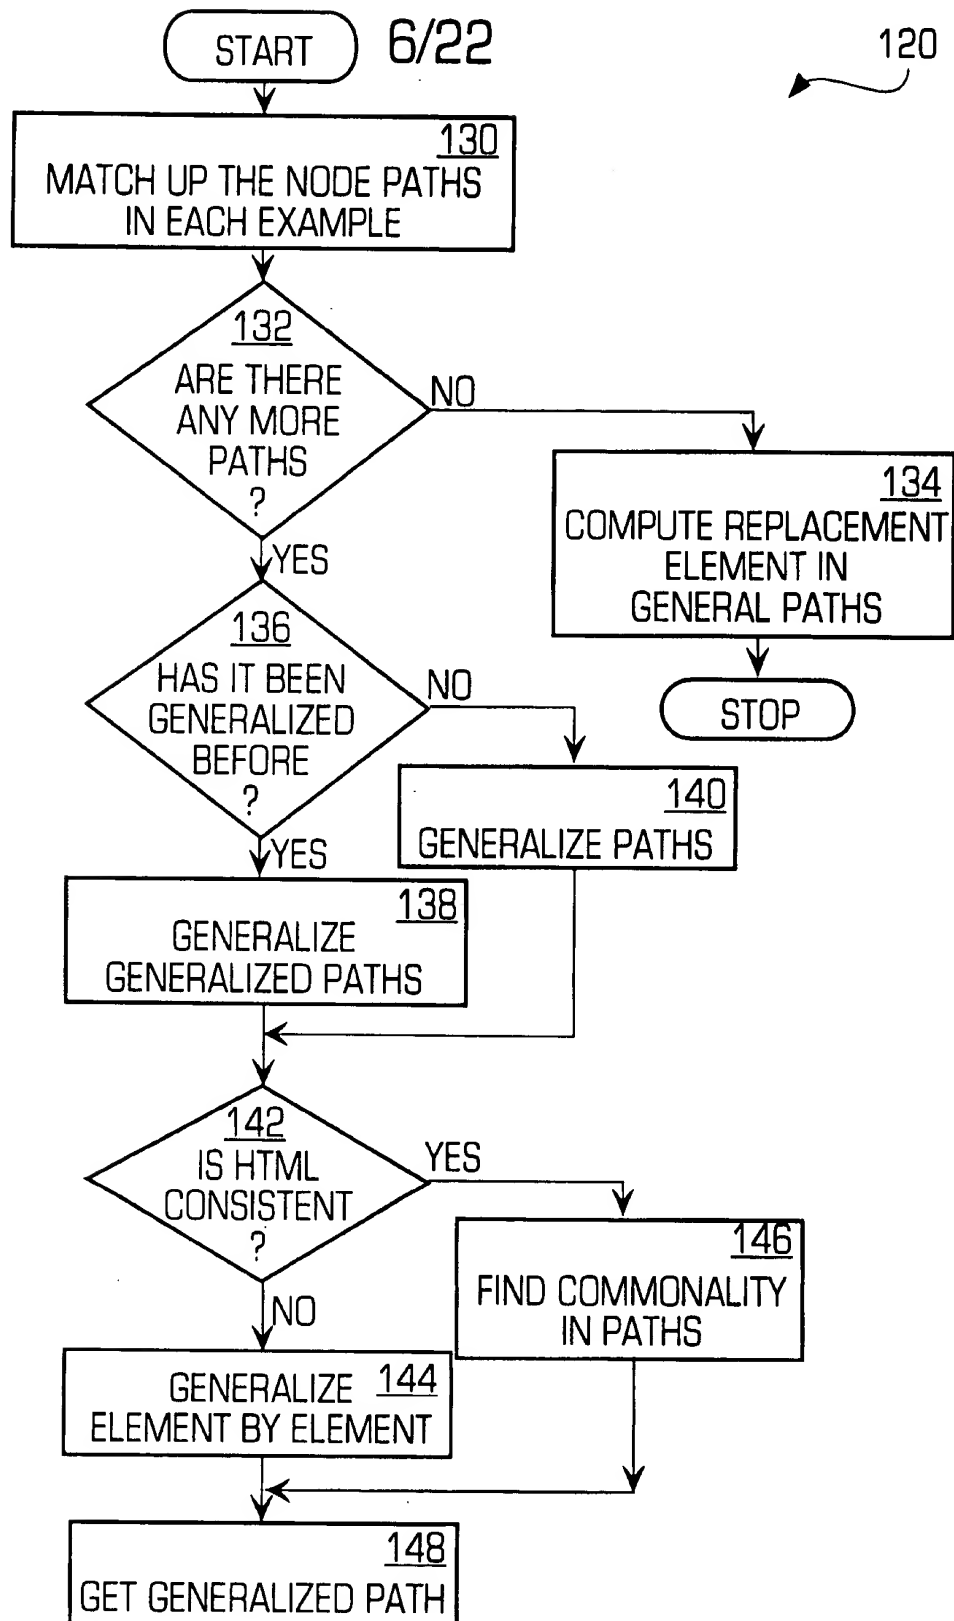 START
6/22
120
130
MATCH UP THE NODE PATHS
IN EACH EXAMPLE
132
ARE THERE
ANY MORE
PATHS
?
NO
YES
134
COMPUTE REPLACEMENT
ELEMENT IN
GENERAL PATHS
STOP
136
HAS IT BEEN
GENERALIZED
BEFORE
?
NO
YES
140
GENERALIZE PATHS
138
GENERALIZE
GENERALIZED PATHS
142
IS HTML
CONSISTENT
?
YES
NO
146
FIND COMMONALITY
IN PATHS
GENERALIZE 144
ELEMENT BY ELEMENT
148
GET GENERALIZED PATH